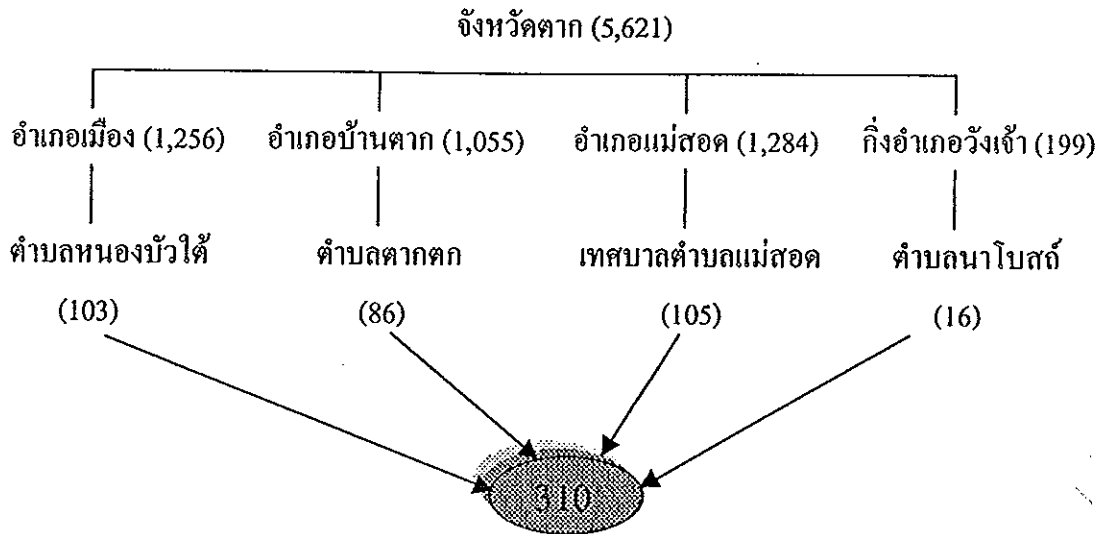 จังหวัดตาก (5,621)
อำเภอเมือง (1,256) อำเภอบ้านตาก (1,055) อำเภอแม่สอด (1,284) กิ่งอำเภอวังเจ้า (199)
ตำบลหนองบัวใต้ ตำบลตากตก เทศบาลตำบลแม่สอด ตำบลนาโบสถ์
(103) (86) (105) (16)
310